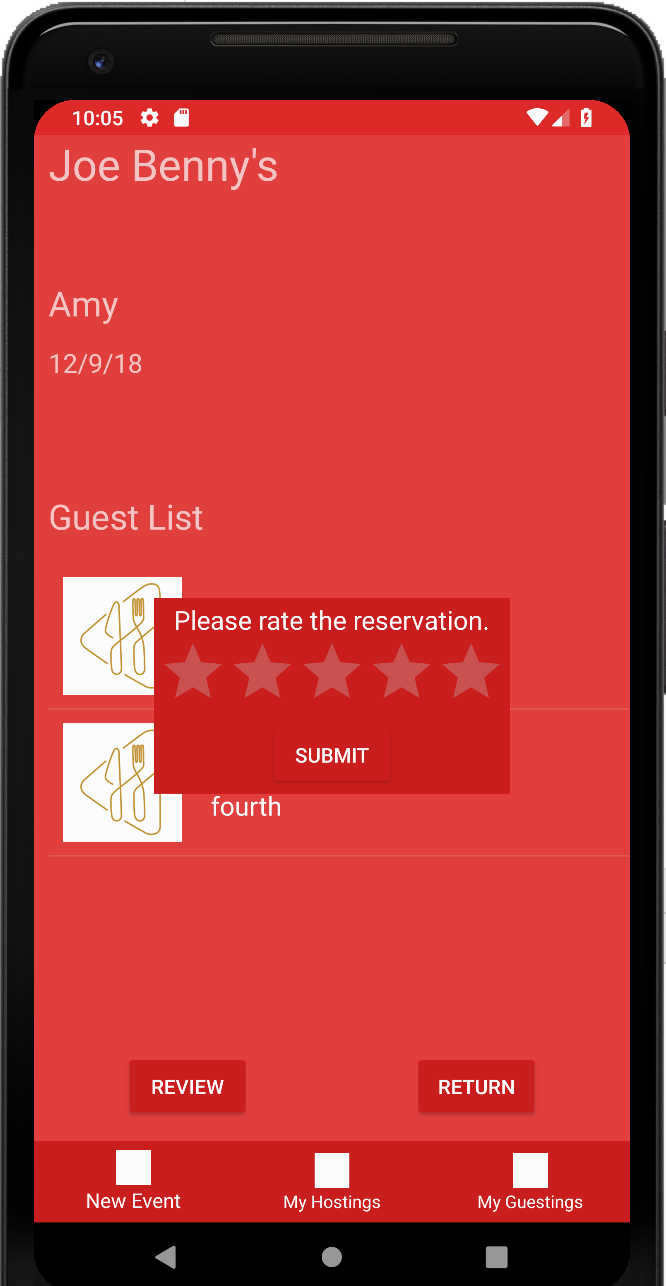 10:05
Joe Benny's
Amy
12/9/18
Guest List
Please rate the reservation.
SUBMIT
fourth
REVIEW
RETURN
New Event
My Hostings
My Guestings